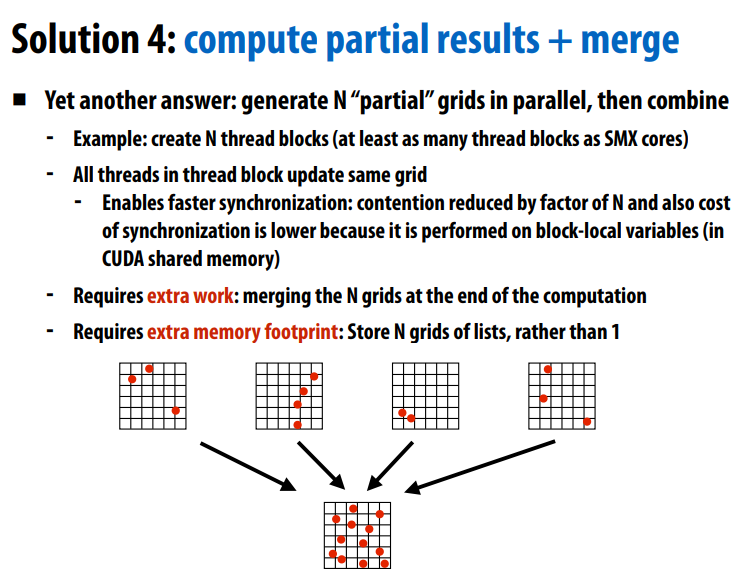 Solution 4: compute partial results + merge
■ Yet another answer: generate N “partial” grids in parallel, then combine
- Example: create N thread blocks (at least as many thread blocks as SMX cores)
- All threads in thread block update same grid
- Enables faster synchronization: contention reduced by factor of N and also cost
of synchronization is lower because it is performed on block-local variables (in
CUDA shared memory)
- Requires extra work: merging the N grids at the end of the computation
- Requires extra memory footprint: Store N grids of lists, rather than 1